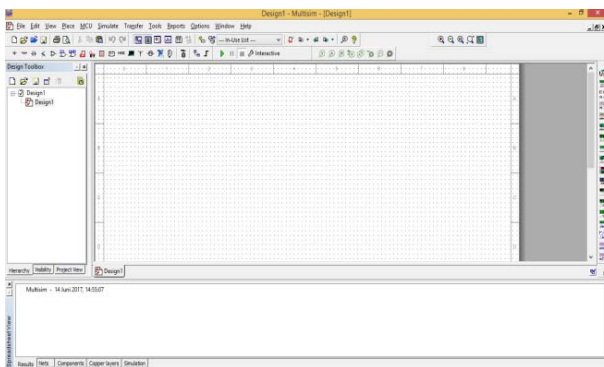 Design1 - Multisim - [Design1]
File Edit View Place MCU Simulate Transfer Tools Reports Options Window Help
--- In-Use List ---
Interactive
Design Toolbox
Design1
Design1
Hierarchy Visibility Project View
Design1
Multisim - 14 Juni 2017, 14:55:07
Spreadsheet View
Results Nets Components Copper layers Simulation